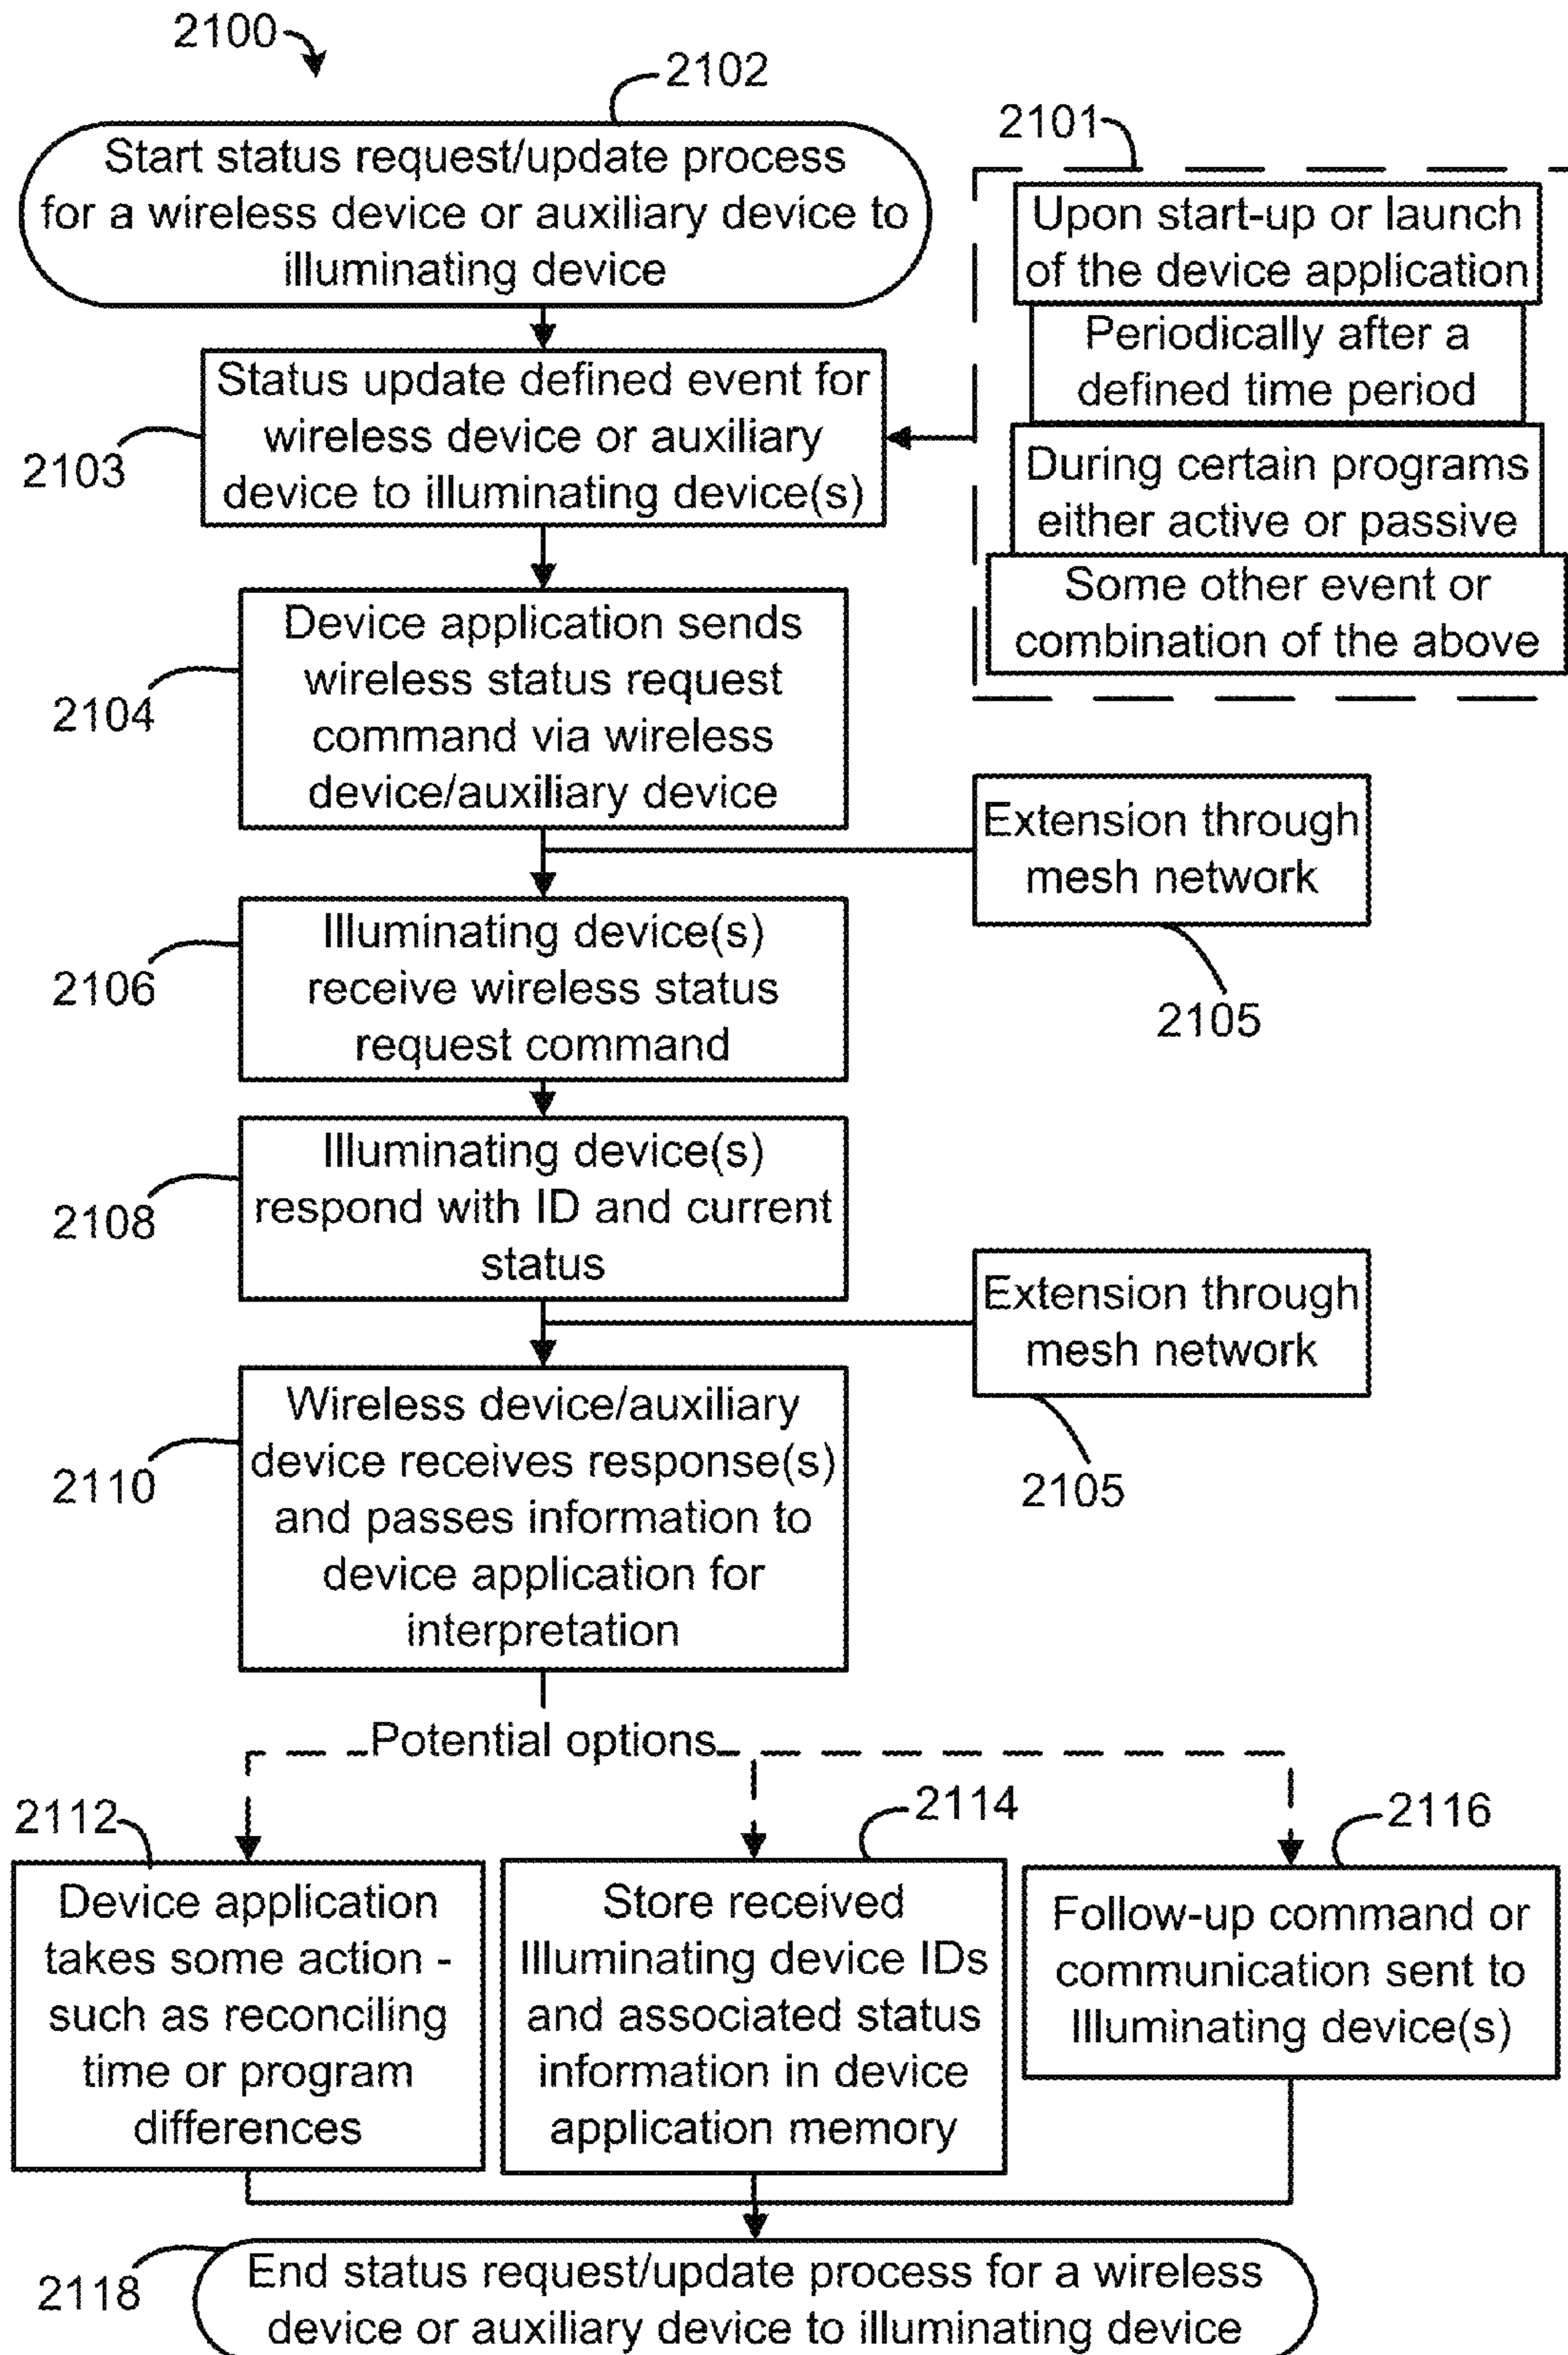 2100
2102
Start status request/update process
for a wireless device or auxiliary device to
illuminating device
2101
Upon start-up or launch
of the device application
Periodically after a
defined time period
During certain programs
either active or passive
Some other event or
combination of the above
Status update defined event for
wireless device or auxiliary
device to illuminating device(s)
2103
Device application sends
wireless status request
command via wireless
device/auxiliary device
2104
Extension through
mesh network
2105
Illuminating device(s)
receive wireless status
request command
2106
Illuminating device(s)
respond with ID and current
status
2108
Extension through
mesh network
2105
Wireless device/auxiliary
device receives response(s)
and passes information to
device application for
interpretation
2110
Potential options
2112
Device application
takes some action -
such as reconciling
time or program
differences
2114
Store received
Illuminating device IDs
and associated status
information in device
application memory
2116
Follow-up command or
communication sent to
Illuminating device(s)
2118
End status request/update process for a wireless
device or auxiliary device to illuminating device